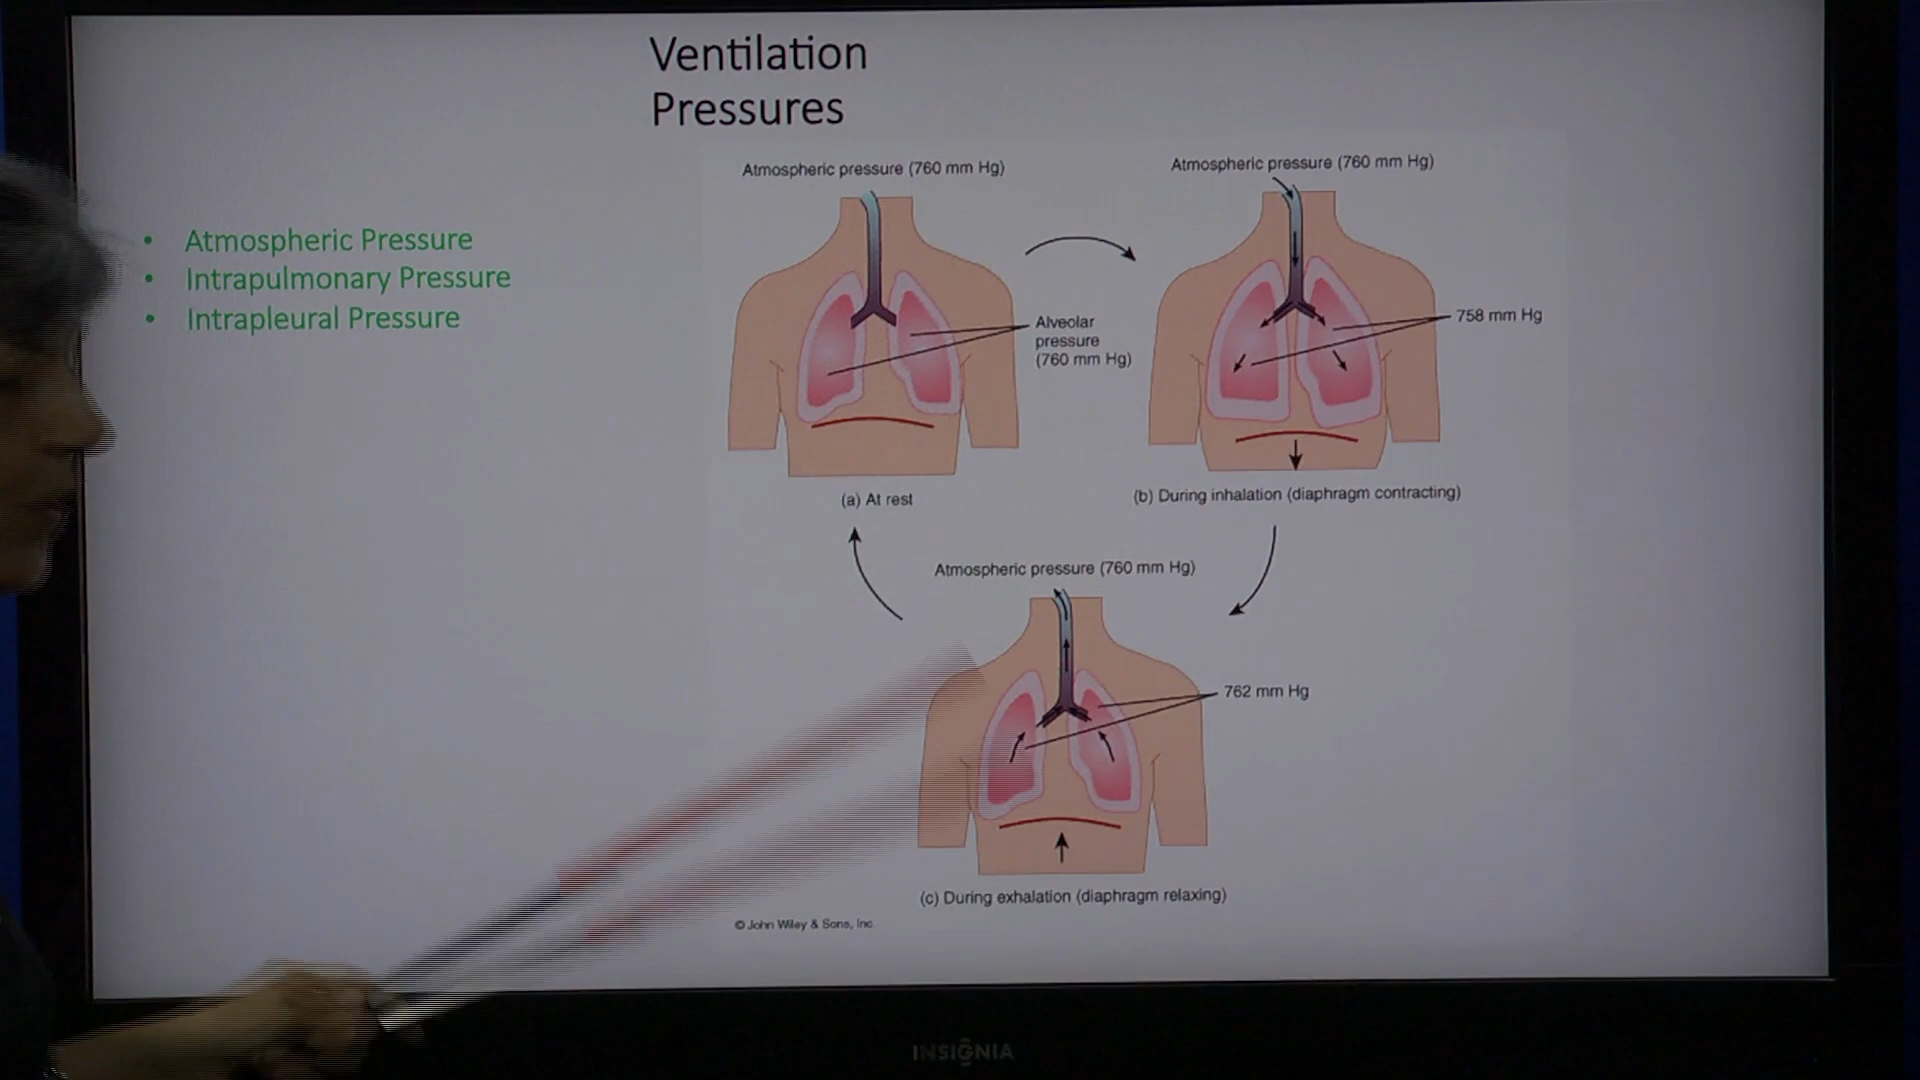 Ventilation
Pressures
• Atmospheric Pressure
• Intrapulmonary Pressure
• Intrapleural Pressure
Atmospheric pressure (760 mm Hg)
Alveolar
pressure
(760 mm Hg)
(a) At rest
Atmospheric pressure (760 mm Hg)
758 mm Hg
(b) During inhalation (diaphragm contracting)
Atmospheric pressure (760 mm Hg)
762 mm Hg
(c) During exhalation (diaphragm relaxing)
© John Wiley & Sons, Inc.
INSIGNIA